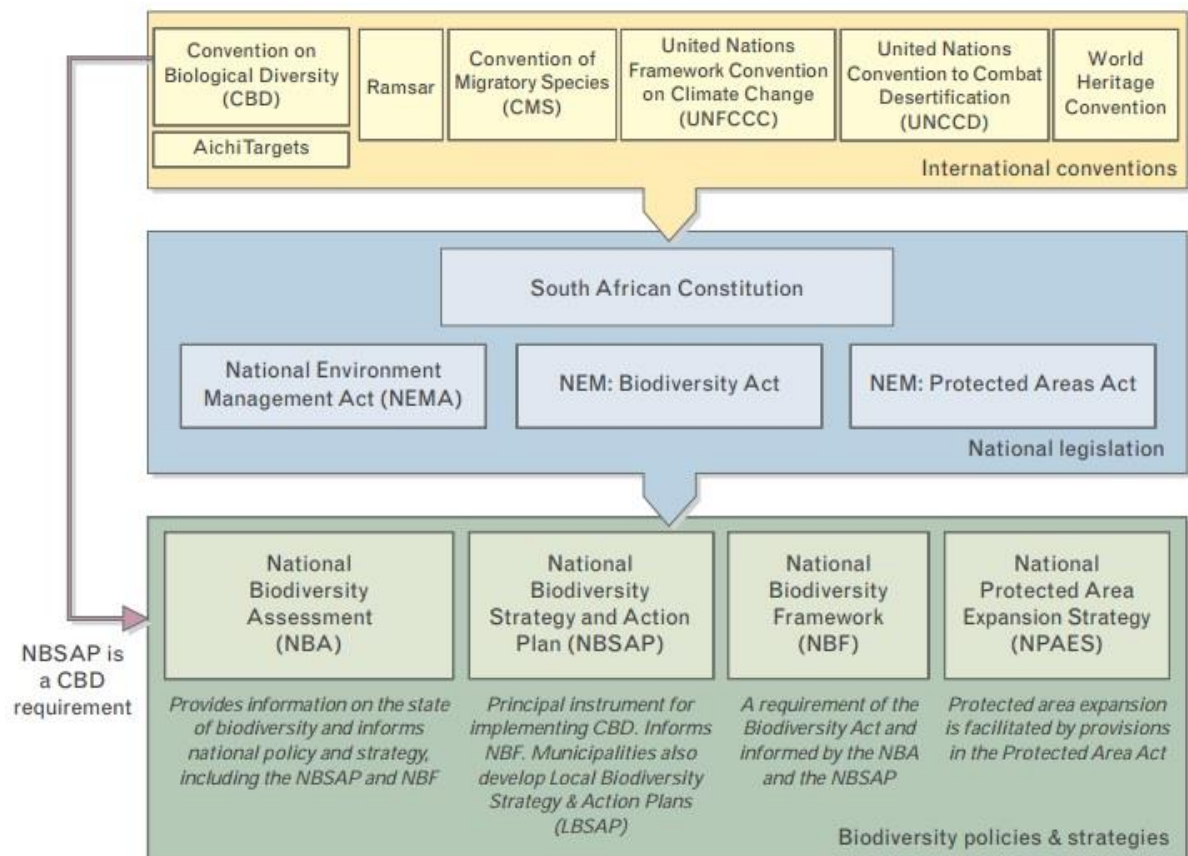 Convention on
Biological Diversity
(CBD)
Aichi Targets
Ramsar
Convention of
Migratory Species
(CMS)
United Nations
Framework Convention
on Climate Change
(UNFCCC)
United Nations
Convention to Combat
Desertification
(UNCCD)
World
Heritage
Convention
International conventions
South African Constitution
National Environment
Management Act (NEMA)
NEM: Biodiversity Act
NEM: Protected Areas Act
National legislation
NBSAP is
a CBD
requirement
National
Biodiversity
Assessment
(NBA)
Provides information on the state
of biodiversity and informs
national policy and strategy,
including the NBSAP and NBF
National
Biodiversity
Strategy and Action
Plan (NBSAP)
Principal instrument for
implementing CBD. Informs
NBF. Municipalities also
develop Local Biodiversity
Strategy & Action Plans
(LBSAP)
National
Biodiversity
Framework
(NBF)
A requirement of the
Biodiversity Act and
informed by the NBA
and the NBSAP
National
Protected Area
Expansion Strategy
(NPAES)
Protected area expansion
is facilitated by provisions
in the Protected Area Act
Biodiversity policies & strategies